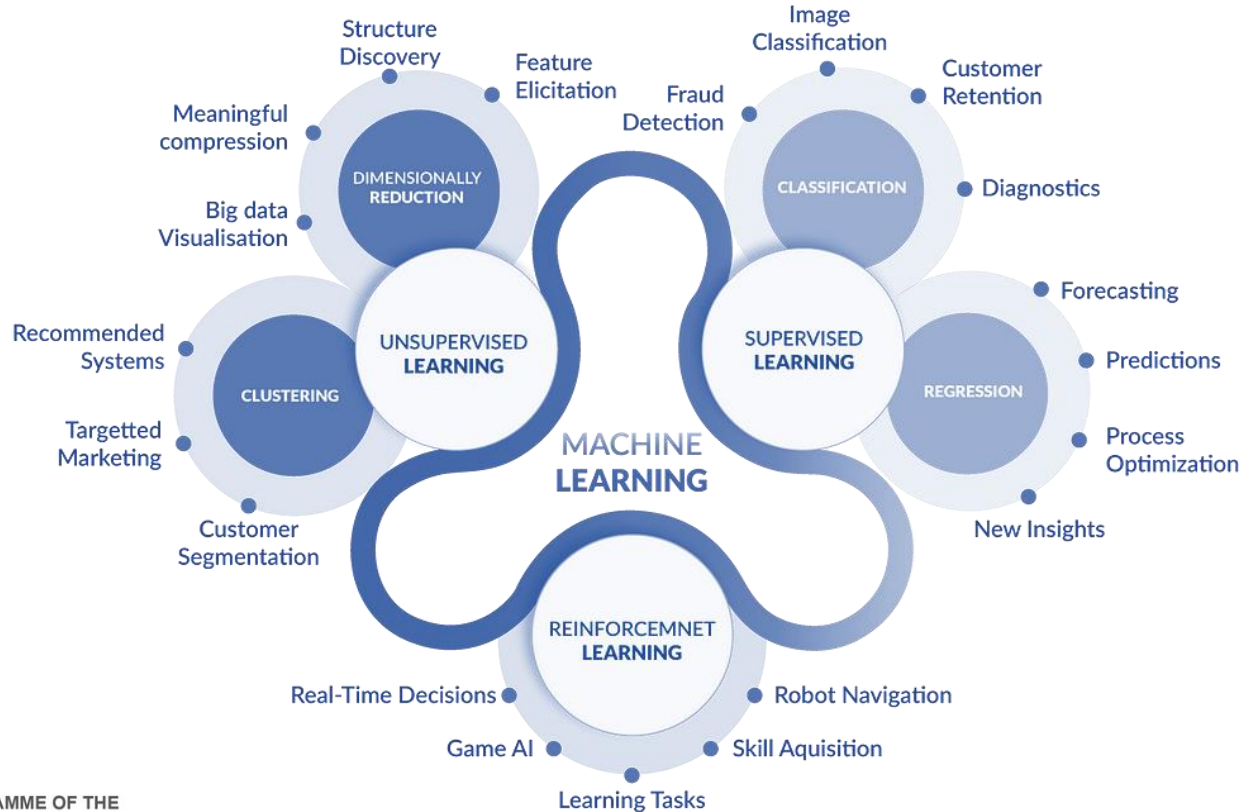 Structure
Discovery
Feature
Elicitation
Meaningful
compression
Big data
Visualisation
DIMENSIONALLY
REDUCTION
Recommended
Systems
Targetted
Marketing
Customer
Segmentation
CLUSTERING
UNSUPERVISED
LEARNING
Image
Classification
Fraud
Detection
Customer
Retention
Diagnostics
CLASSIFICATION
SUPERVISED
LEARNING
Forecasting
Predictions
Process
Optimization
New Insights
REGRESSION
MACHINE
LEARNING
REINFORCEMNET
LEARNING
Real-Time Decisions
Game AI
Learning Tasks
Skill Aquisition
Robot Navigation
OF THE